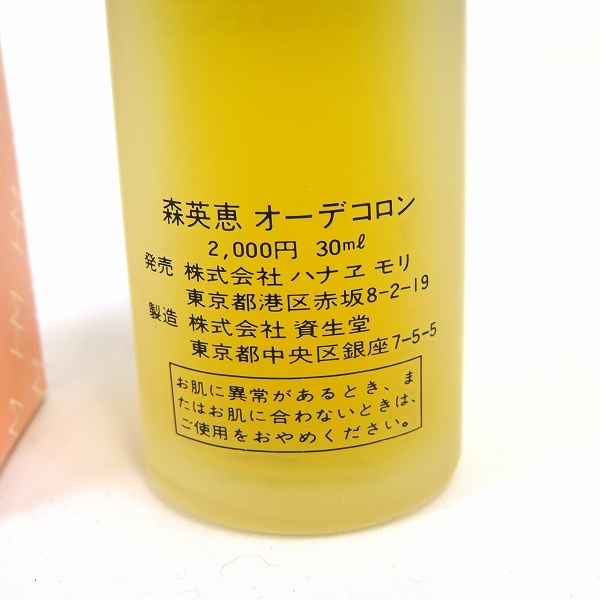 森英恵 オーデコロン
2,000円 30ml
発売 株式会社 ハナヱ モリ
東京都港区赤坂8-2-19
製造 株式会社 資生堂
東京都中央区銀座7-5-5
お肌に異常があるとき、ま
たはお肌に合わないときは、
ご使用をおやめください。